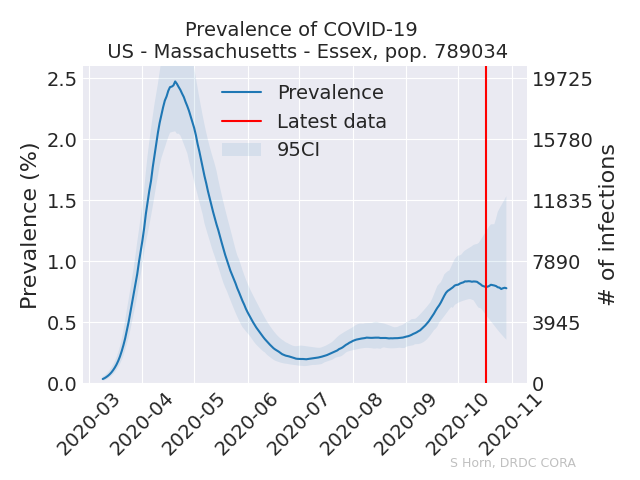 Prevalence of COVID-19
US - Massachusetts - Essex, pop. 789034
Prevalence
Latest data
95CI
Prevalence (%)
2.5
2.0
1.5
1.0
0.5
0.0
19725
15780
11835
7890
3945
0
# of infections
2020-03
2020-04
2020-05
2020-06
2020-07
2020-08
2020-09
2020-10
2020-11
S Horn, DRDC CORA